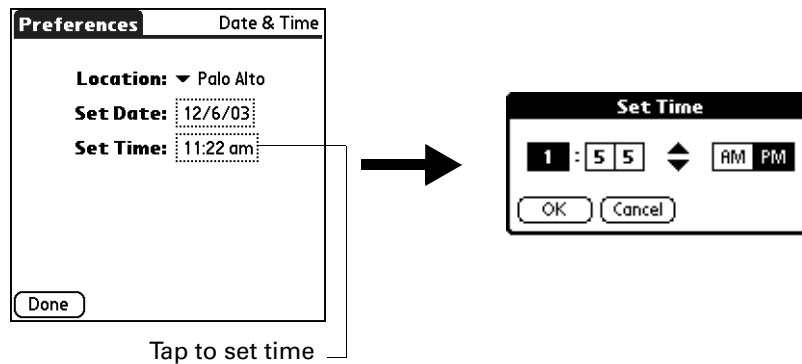 Preferences Date & Time
Location: Palo Alto
Set Date: 12/6/03
Set Time: 11:22 am
Done
Tap to set time
Set Time
1 : 5 5 AM PM
OK Cancel